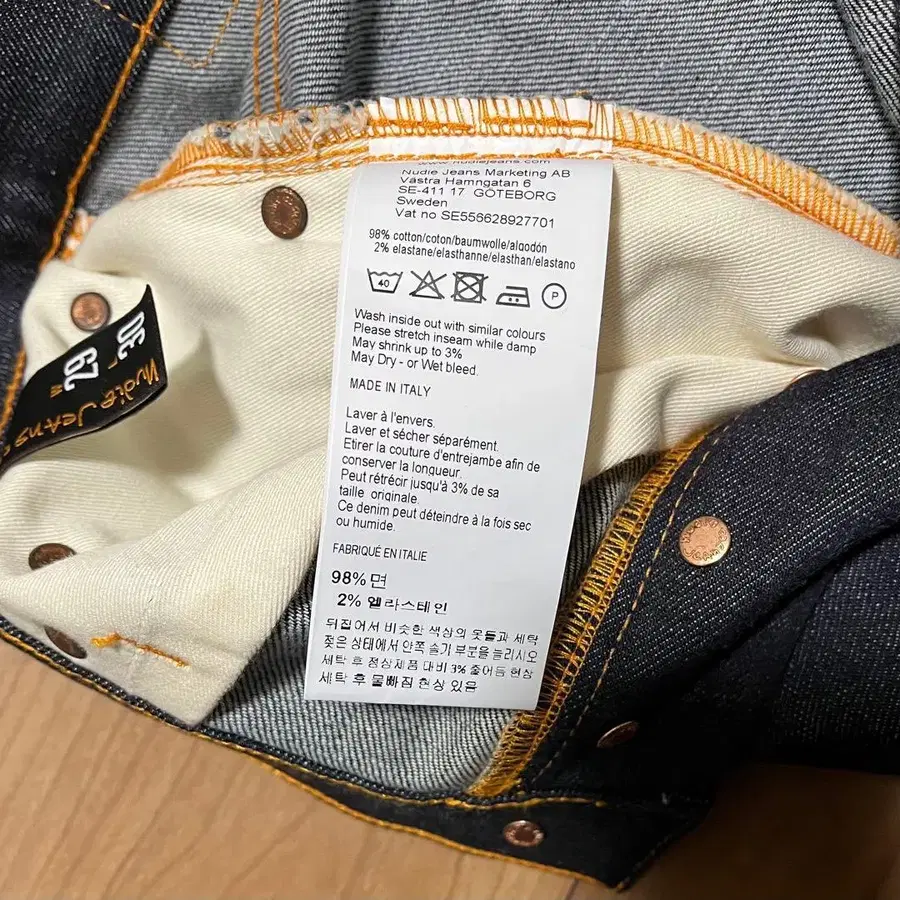 www.nudiejeans.com
Nudie Jeans Marketing AB
Västra Hamngatan 6
SE-411 17 GÖTEBORG
Sweden
Vat no SE556628927701
98% cotton/coton/baumwolle/algodón
2% elastane/elasthanne/elasthan/elastano
40
P
Wash inside out with similar colours
Please stretch inseam while damp
May shrink up to 3%
May Dry - or Wet bleed.
MADE IN ITALY
Laver à l'envers.
Laver et sécher séparément.
Etirer la couture d'entrejambe afin de
conserver la longueur.
Peut rétrécir jusqu'à 3% de sa
taille originale.
Ce denim peut déteindre à la fois sec
ou humide.
FABRIQUÉ EN ITALIE
98%면
2% 엘라스테인
뒤집어서 비슷한 색상의 옷들과 세탁
젖은 상태에서 안쪽 솔기 부분을 늘리시오
세탁 후 정상제품 대비 3% 줄어듬 현상
세탁 후 물빠짐 현상 있음
W
29
L
30
Nudie Jeans